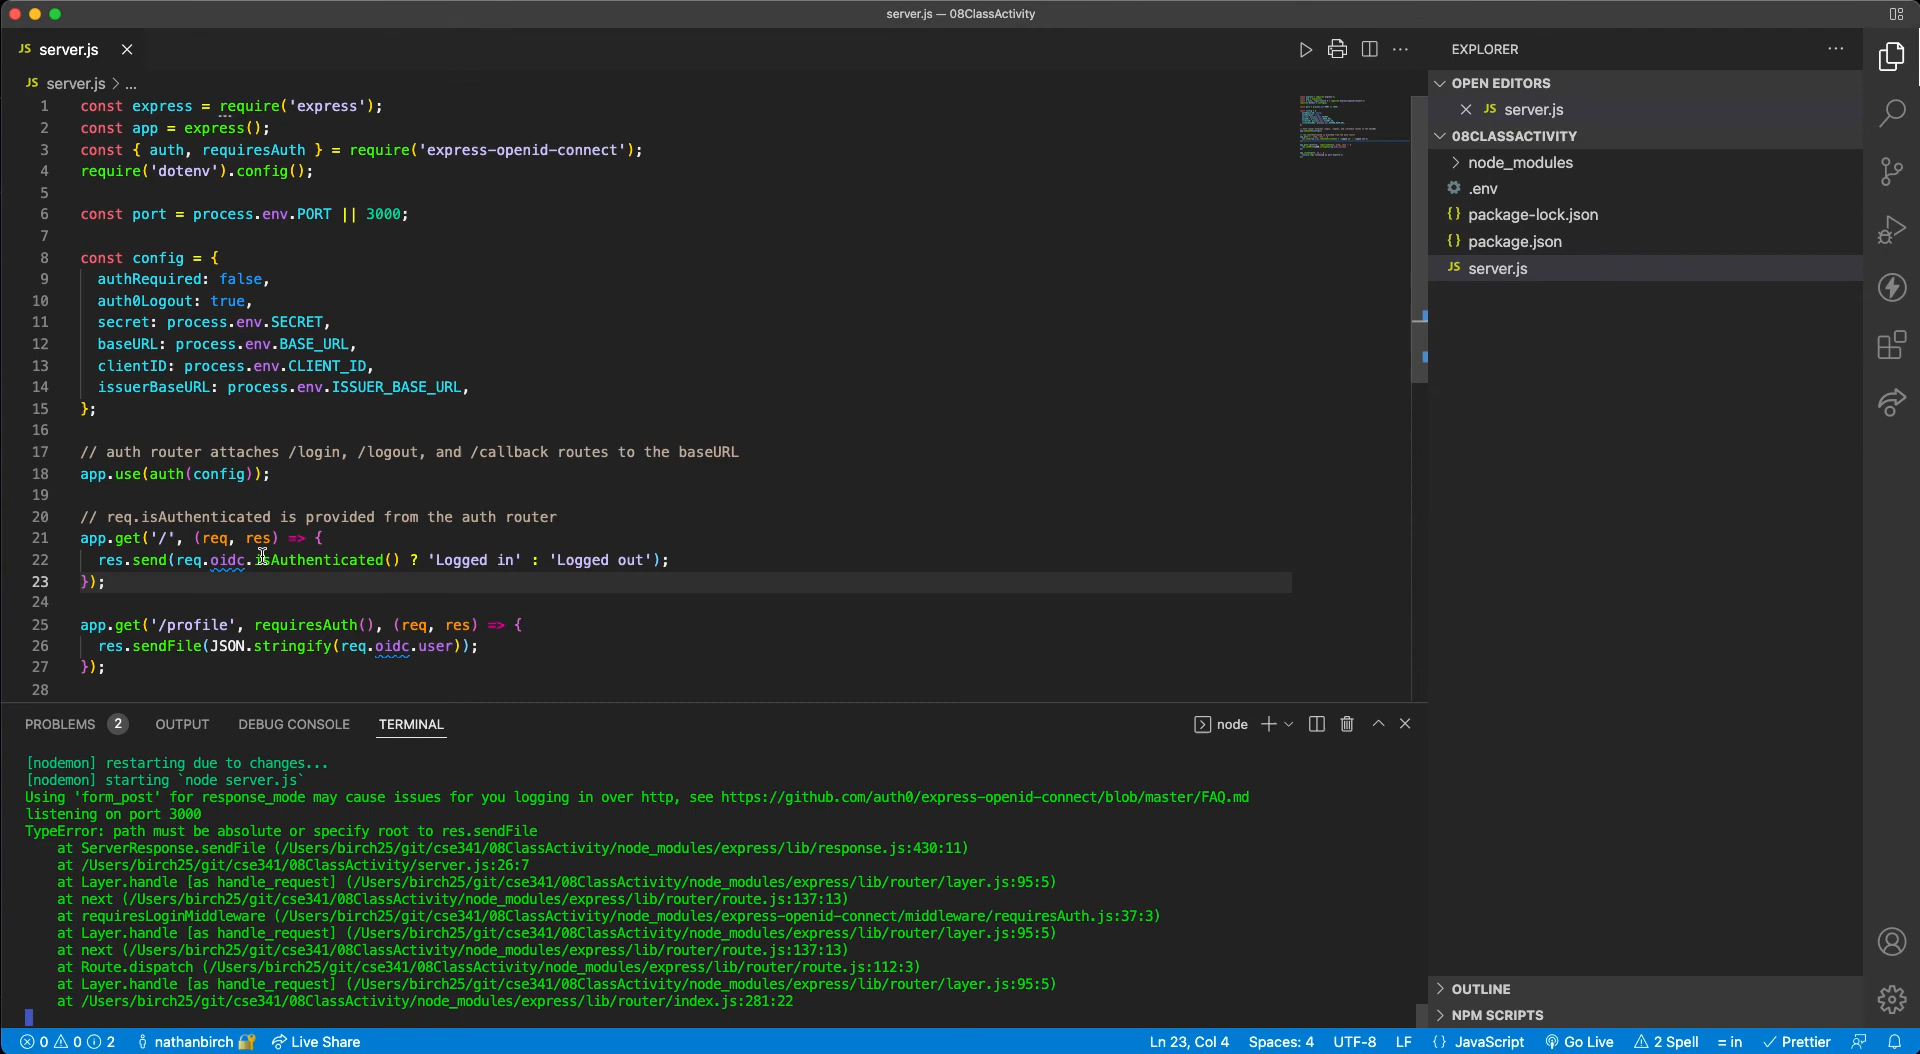 server.js — 08ClassActivity
JS server.js
JS server.js > ...
1 const express = require('express');
2 const app = express();
3 const { auth, requiresAuth } = require('express-openid-connect');
4 require('dotenv').config();
5
6 const port = process.env.PORT || 3000;
7
8 const config = {
9 authRequired: false,
10 auth0Logout: true,
11 secret: process.env.SECRET,
12 baseURL: process.env.BASE_URL,
13 clientID: process.env.CLIENT_ID,
14 issuerBaseURL: process.env.ISSUER_BASE_URL,
15 };
16
17 // auth router attaches /login, /logout, and /callback routes to the baseURL
18 app.use(auth(config));
19
20 // req.isAuthenticated is provided from the auth router
21 app.get('/', (req, res) => {
22 res.send(req.oidc.isAuthenticated() ? 'Logged in' : 'Logged out');
23 });
24
25 app.get('/profile', requiresAuth(), (req, res) => {
26 res.sendFile(JSON.stringify(req.oidc.user));
27 });
28
EXPLORER
OPEN EDITORS
JS server.js
08CLASSACTIVITY
node_modules
.env
{} package-lock.json
{} package.json
JS server.js
OUTLINE
NPM SCRIPTS
PROBLEMS 2 OUTPUT DEBUG CONSOLE TERMINAL
node
[nodemon] restarting due to changes...
[nodemon] starting `node server.js`
Using 'form_post' for response_mode may cause issues for you logging in over http, see https://github.com/auth0/express-openid-connect/blob/master/FAQ.md
listening on port 3000
TypeError: path must be absolute or specify root to res.sendFile
at ServerResponse.sendFile (/Users/birch25/git/cse341/08ClassActivity/node_modules/express/lib/response.js:430:11)
at /Users/birch25/git/cse341/08ClassActivity/server.js:26:7
at Layer.handle [as handle_request] (/Users/birch25/git/cse341/08ClassActivity/node_modules/express/lib/router/layer.js:95:5)
at next (/Users/birch25/git/cse341/08ClassActivity/node_modules/express/lib/router/route.js:137:13)
at requiresLoginMiddleware (/Users/birch25/git/cse341/08ClassActivity/node_modules/express-openid-connect/middleware/requiresAuth.js:37:3)
at Layer.handle [as handle_request] (/Users/birch25/git/cse341/08ClassActivity/node_modules/express/lib/router/layer.js:95:5)
at next (/Users/birch25/git/cse341/08ClassActivity/node_modules/express/lib/router/route.js:137:13)
at Route.dispatch (/Users/birch25/git/cse341/08ClassActivity/node_modules/express/lib/router/route.js:112:3)
at Layer.handle [as handle_request] (/Users/birch25/git/cse341/08ClassActivity/node_modules/express/lib/router/layer.js:95:5)
at /Users/birch25/git/cse341/08ClassActivity/node_modules/express/lib/router/index.js:281:22
0 0 2 nathanbirch Live Share Ln 23, Col 4 Spaces: 4 UTF-8 LF {} JavaScript Go Live 2 Spell = in Prettier